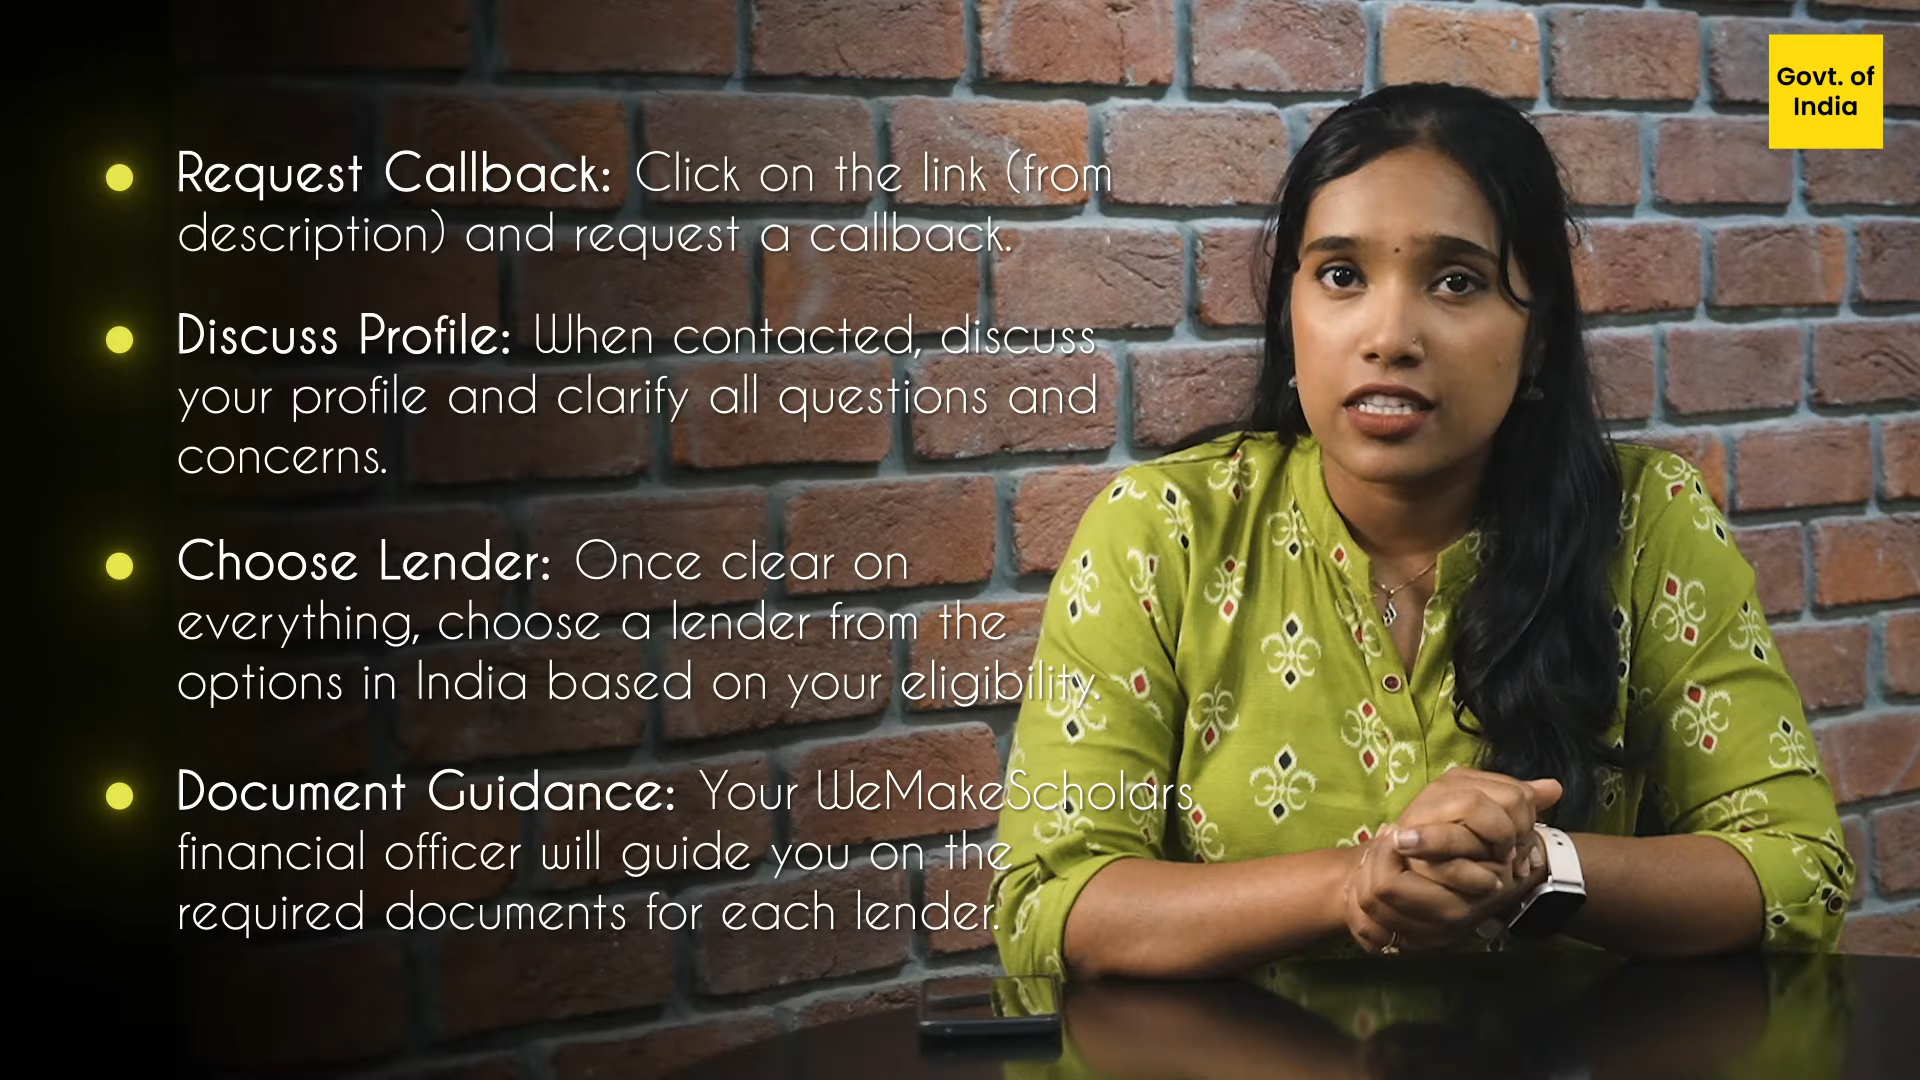 Govt. of
India
Request Callback: Click on the link (from
description) and request a callback.
Discuss Profile: When contacted, discuss
your profile and clarify all questions and
concerns.
Choose Lender: Once clear on
everything, choose a lender from the
options in India based on your eligibility.
Document Guidance: Your WeMakeScholars
financial officer will guide you on the
required documents for each lender.